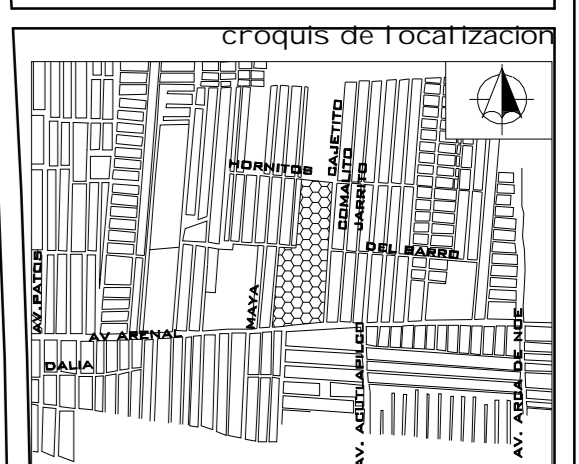 croquis de localizacion
HORNITOS
CAJETITO
COMALITO
JARRITO
DEL BARRO
AV.PATOS
MAYA
AV ARENAL
DALIA
AV. ACUTLAPILCO
AV. ARCA DE NOE